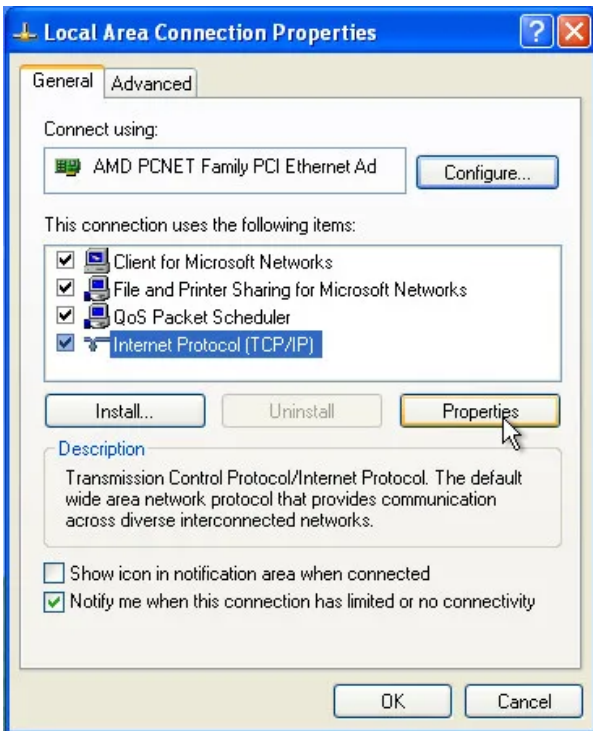 Local Area Connection Properties
General
Advanced
Connect using:
AMD PCNET Family PCI Ethernet Ad
Configure...
This connection uses the following items:
Client for Microsoft Networks
File and Printer Sharing for Microsoft Networks
QoS Packet Scheduler
Internet Protocol (TCP/IP)
Install...
Uninstall
Properties
Description
Transmission Control Protocol/Internet Protocol. The default
wide area network protocol that provides communication
across diverse interconnected networks.
Show icon in notification area when connected
Notify me when this connection has limited or no connectivity
OK
Cancel